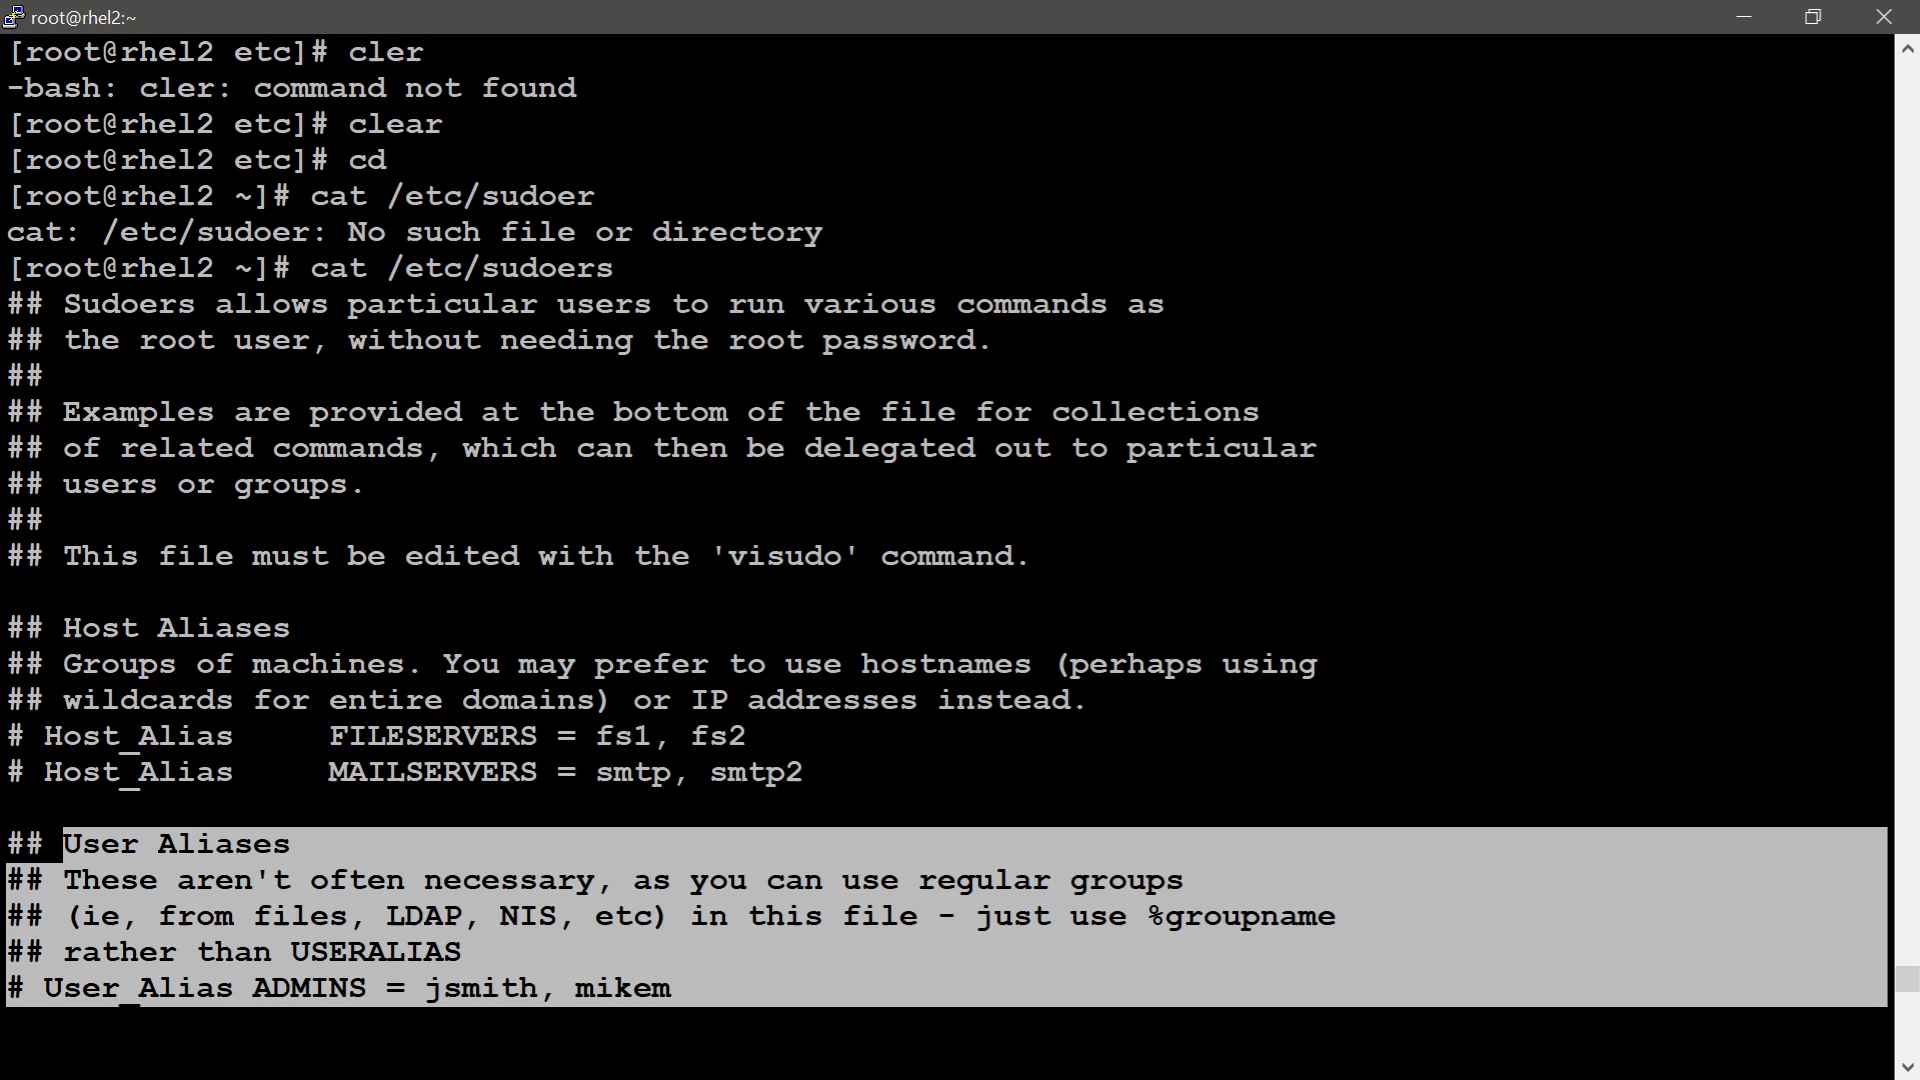 root@rhel2:~
[root@rhel2 etc]# cler
-bash: cler: command not found
[root@rhel2 etc]# clear
[root@rhel2 etc]# cd
[root@rhel2 ~]# cat /etc/sudoer
cat: /etc/sudoer: No such file or directory
[root@rhel2 ~]# cat /etc/sudoers
## Sudoers allows particular users to run various commands as
## the root user, without needing the root password.
##
## Examples are provided at the bottom of the file for collections
## of related commands, which can then be delegated out to particular
## users or groups.
##
## This file must be edited with the 'visudo' command.
## Host Aliases
## Groups of machines. You may prefer to use hostnames (perhaps using
## wildcards for entire domains) or IP addresses instead.
# Host_Alias     FILESERVERS = fs1, fs2
# Host_Alias     MAILSERVERS = smtp, smtp2
## User Aliases
## These aren't often necessary, as you can use regular groups
## (ie, from files, LDAP, NIS, etc) in this file - just use %groupname
## rather than USERALIAS
# User_Alias ADMINS = jsmith, mikem